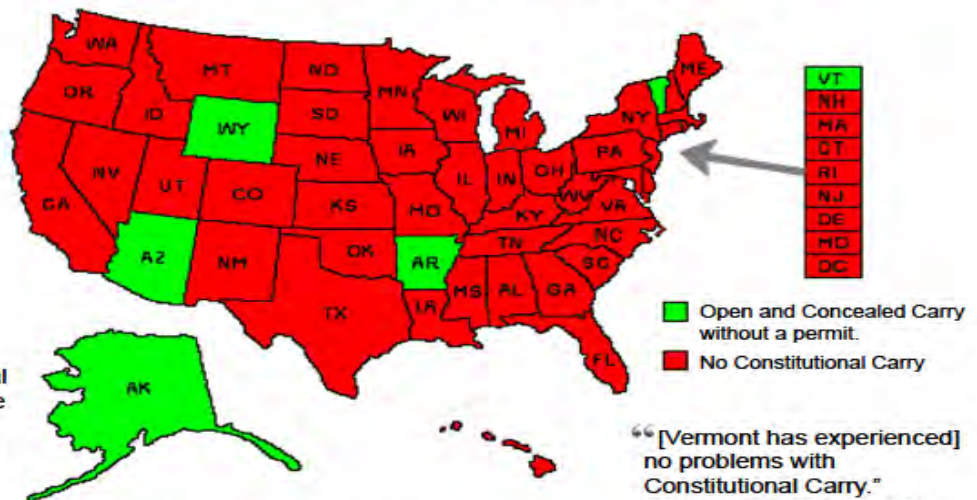 WA
MT
ND
MN
ME
OR
ID
WY
SD
WI
MI
NY
NV
UT
CO
NE
IA
IL
IN
OH
PA
CA
KS
MO
KY
WV
VA
AZ
NM
OK
AR
TN
NC
SC
TX
LA
MS
AL
GA
FL
AK
VT
NH
MA
CT
RI
NJ
DE
MD
DC
Open and Concealed Carry
without a permit.
No Constitutional Carry
al
e
“[Vermont has experienced]
no problems with
Constitutional Carry.”